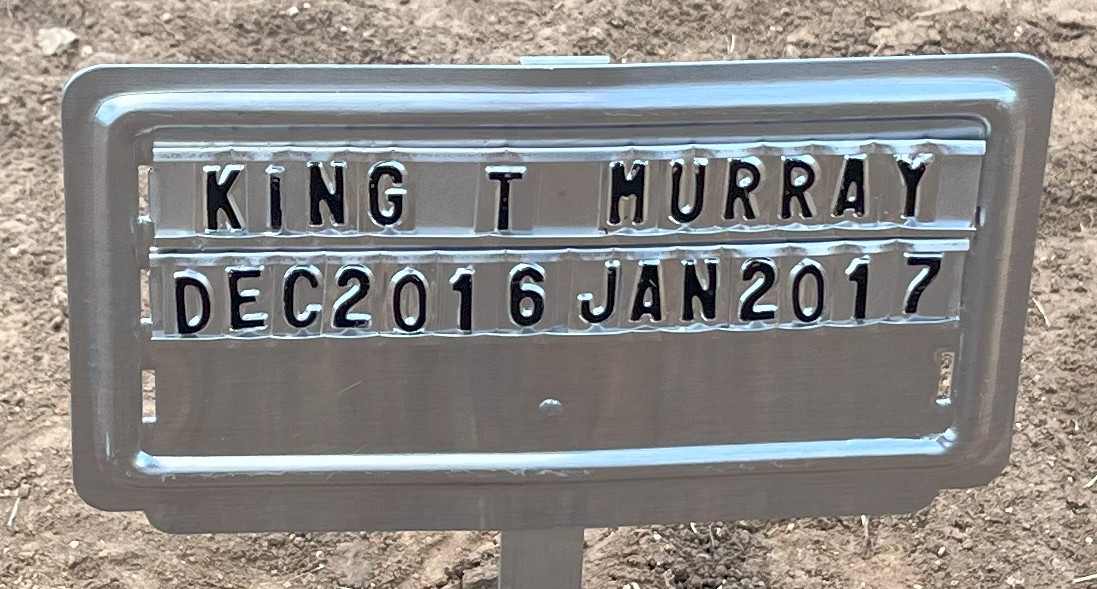 KING T MURRAY
DEC2016 JAN2017